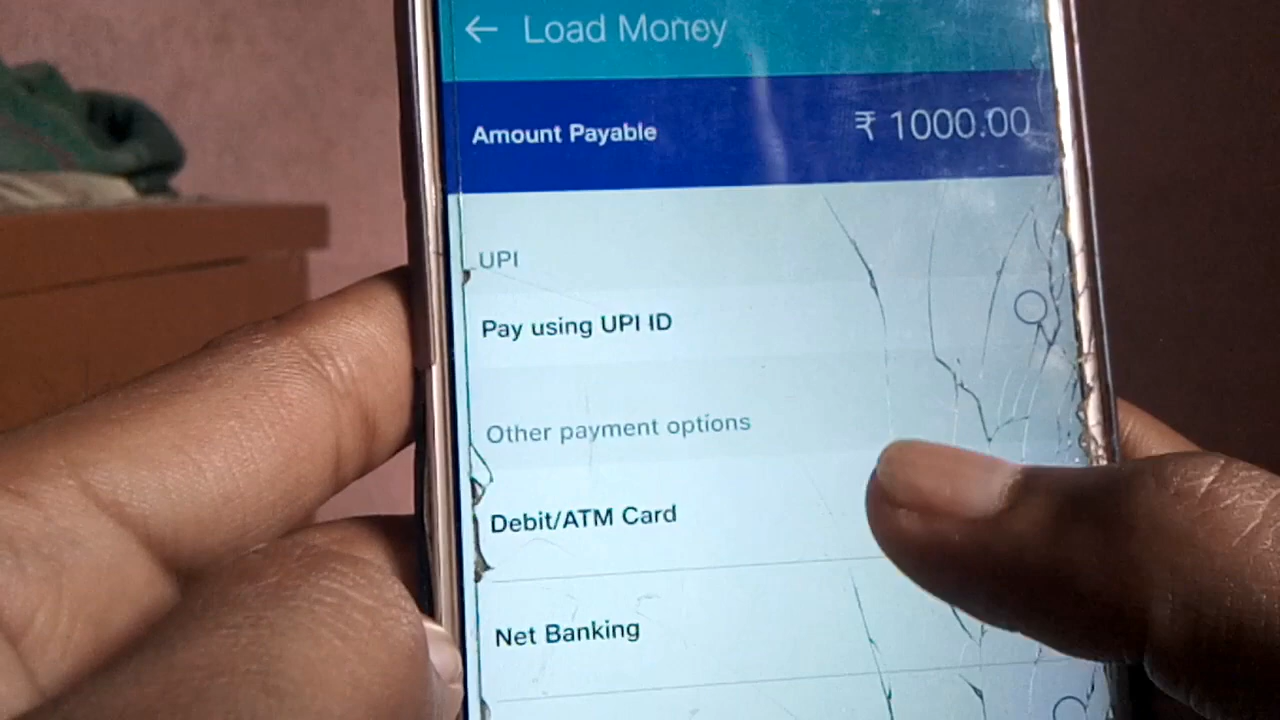 ← Load Money
Amount Payable ₹ 1000.00
UPI
Pay using UPI ID
Other payment options
Debit/ATM Card
Net Banking